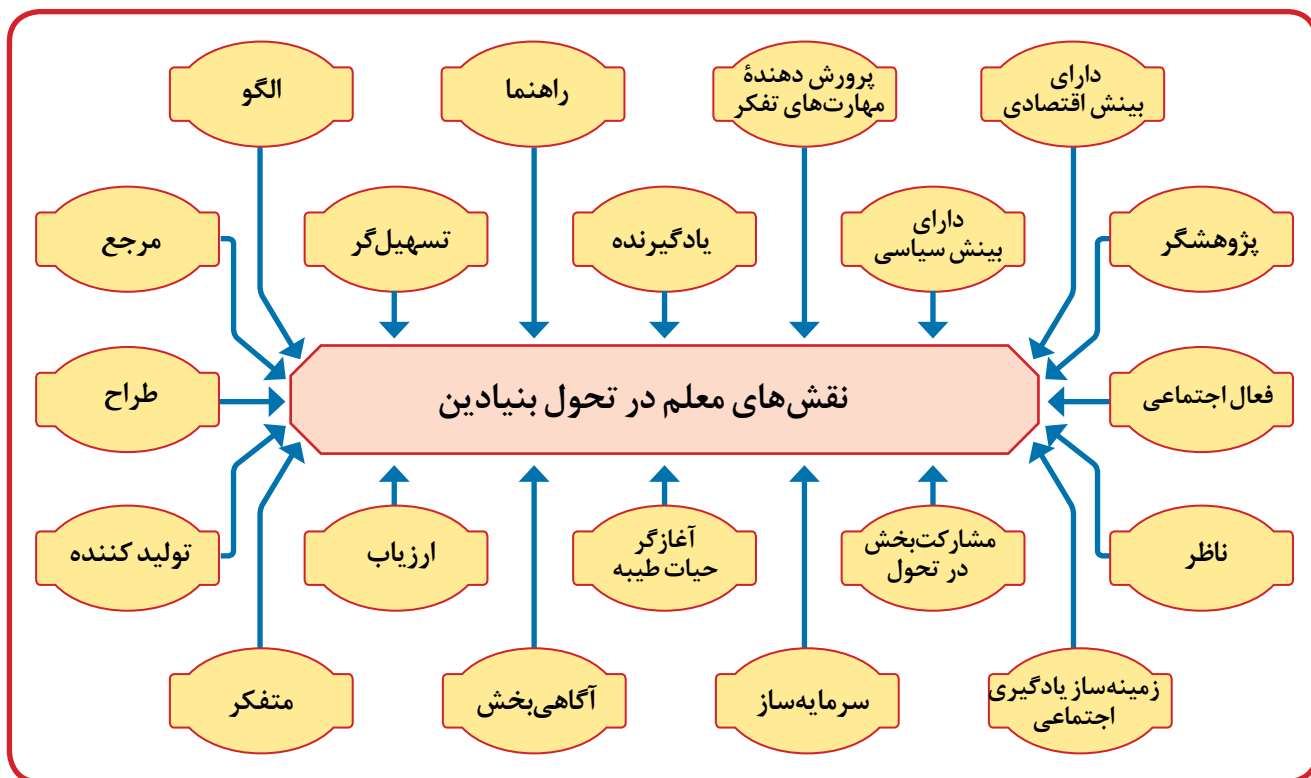 دارای
بینش اقتصادی
پرورش دهندهٔ
مهارت‌های تفکر
راهنما
الگو
پژوهشگر
دارای
بینش سیاسی
یادگیرنده
تسهیل‌گر
مرجع
فعال اجتماعی
نقش‌های معلم در تحول بنیادین
طراح
ناظر
مشارکت‌بخش
در تحول
آغازگر
حیات طیبه
ارزیاب
تولید کننده
زمینه‌ساز یادگیری
اجتماعی
سرمایه‌ساز
آگاهی‌بخش
متفکر